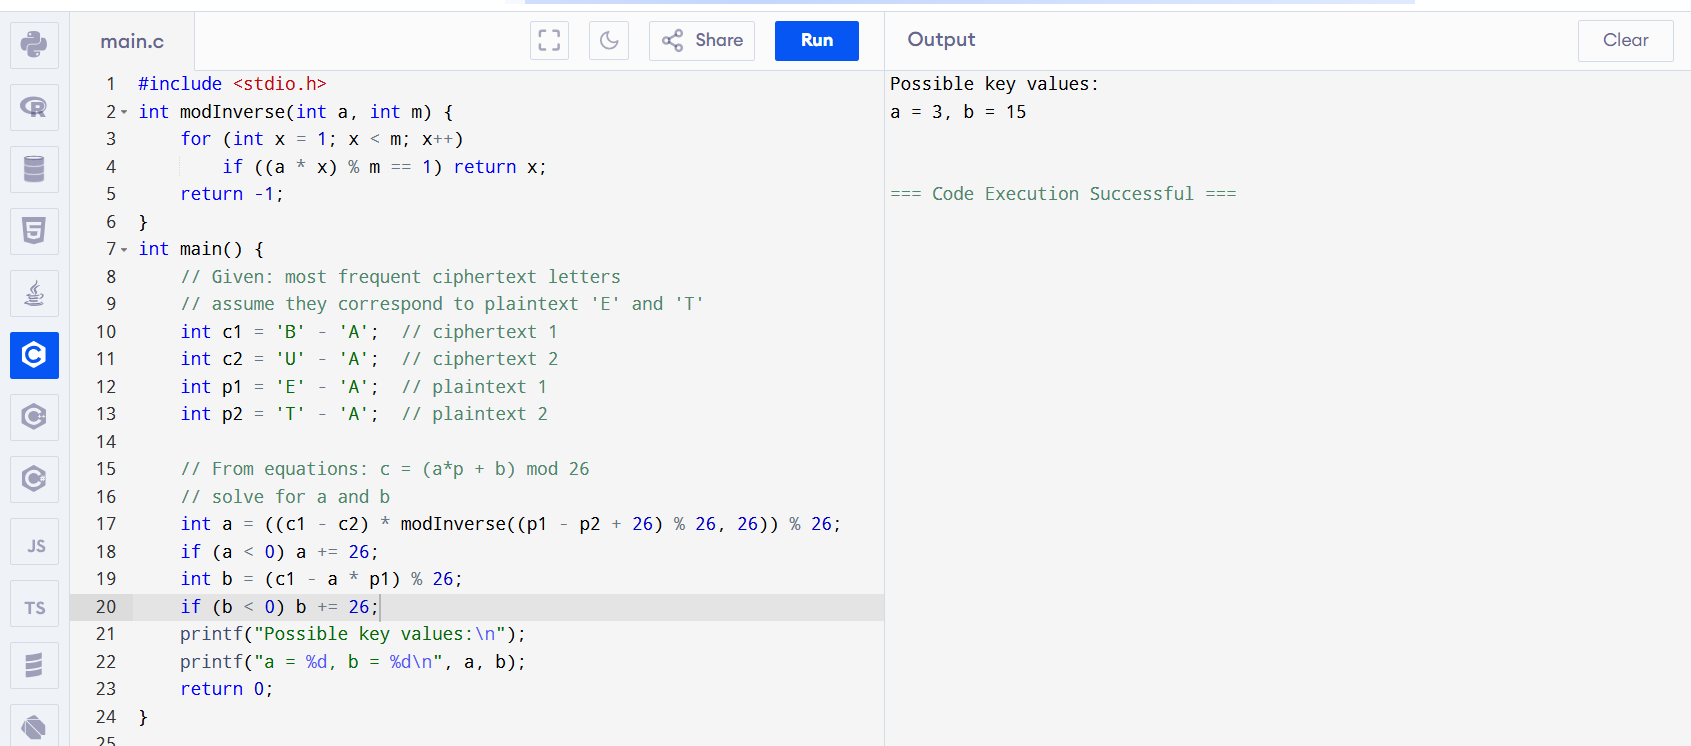 main.c
Share
Run
Output
Clear
1 #include <stdio.h>
2 int modInverse(int a, int m) {
3     for (int x = 1; x < m; x++)
4         if ((a * x) % m == 1) return x;
5     return -1;
6 }
7 int main() {
8     // Given: most frequent ciphertext letters
9     // assume they correspond to plaintext 'E' and 'T'
10     int c1 = 'B' - 'A';  // ciphertext 1
11     int c2 = 'U' - 'A';  // ciphertext 2
12     int p1 = 'E' - 'A';  // plaintext 1
13     int p2 = 'T' - 'A';  // plaintext 2
14
15     // From equations: c = (a*p + b) mod 26
16     // solve for a and b
17     int a = ((c1 - c2) * modInverse((p1 - p2 + 26) % 26, 26)) % 26;
18     if (a < 0) a += 26;
19     int b = (c1 - a * p1) % 26;
20     if (b < 0) b += 26;
21     printf("Possible key values:\n");
22     printf("a = %d, b = %d\n", a, b);
23     return 0;
24 }
25
Possible key values:
a = 3, b = 15
=== Code Execution Successful ===
R
5
C
C
C
JS
TS